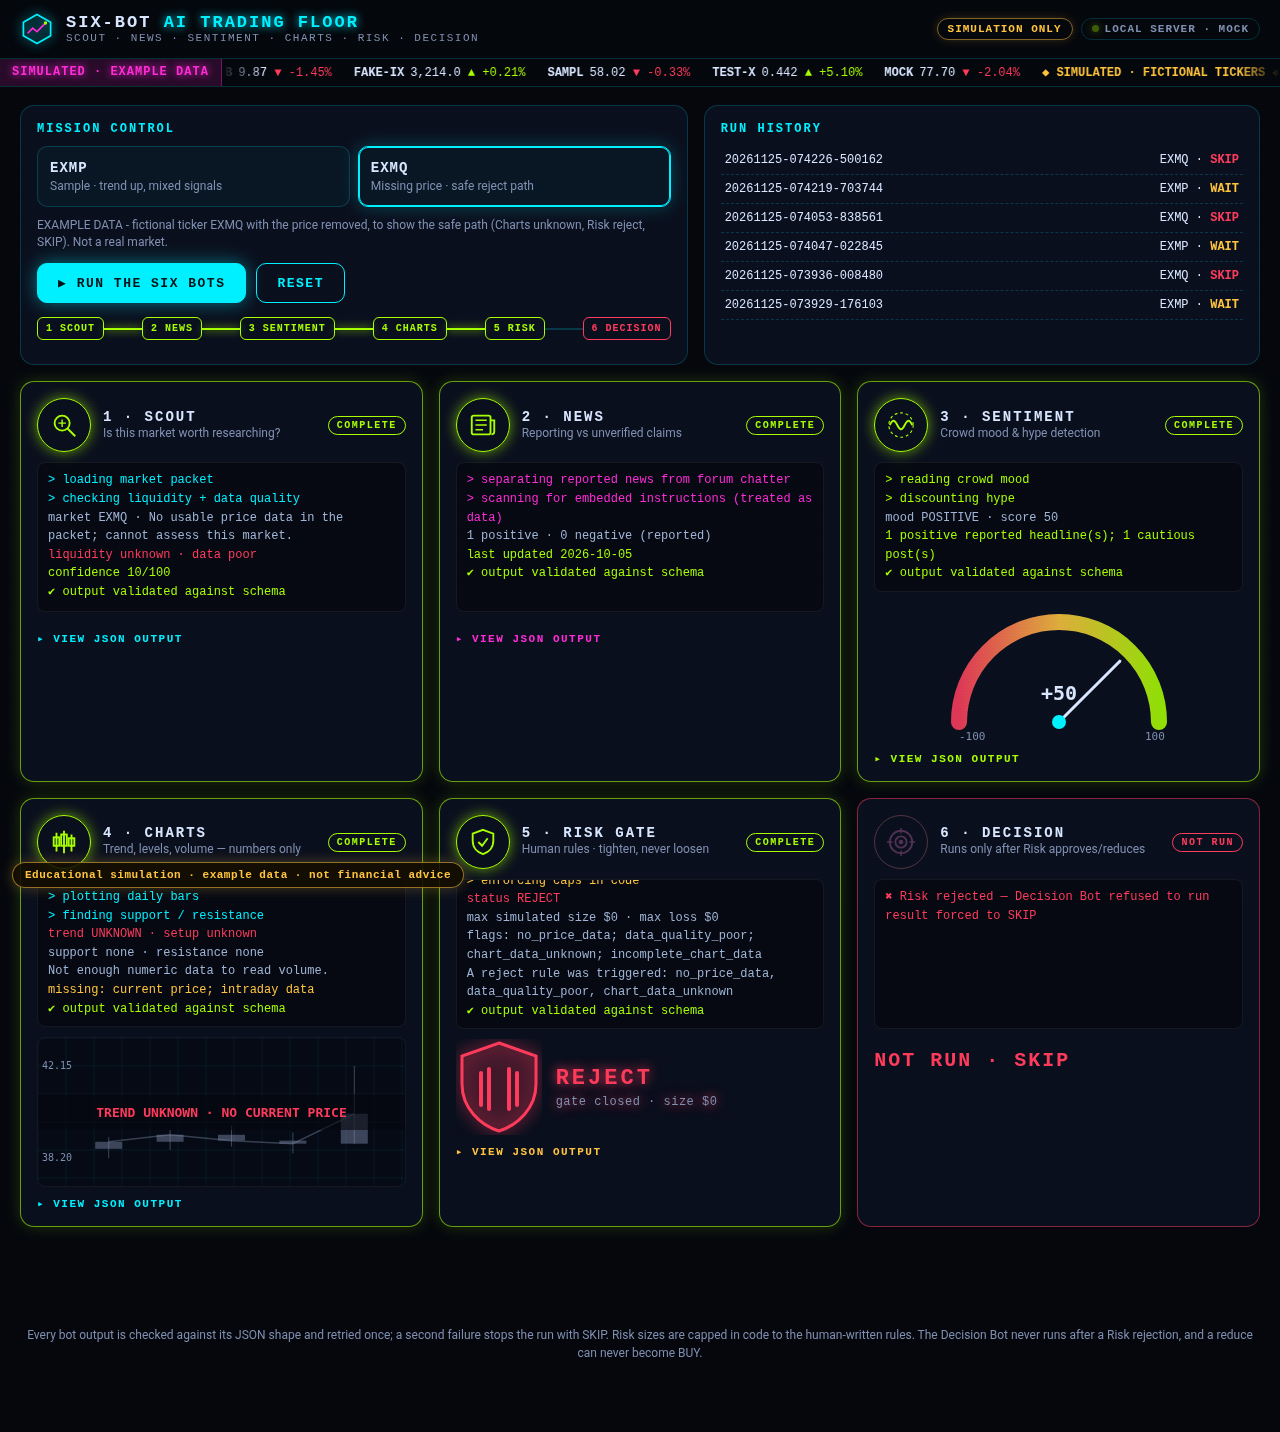 SIX-BOT AI TRADING FLOOR
SCOUT · NEWS · SENTIMENT · CHARTS · RISK · DECISION
SIMULATION ONLY
LOCAL SERVER · MOCK
SIMULATED · EXAMPLE DATA
9.87 ▼ -1.45% FAKE-IX 3,214.0 ▲ +0.21% SAMPL 58.02 ▼ -0.33% TEST-X 0.442 ▲ +5.10% MOCK 77.70 ▼ -2.04% ◆ SIMULATED · FICTIONAL TICKERS
MISSION CONTROL
EXMP
Sample · trend up, mixed signals
EXMQ
Missing price · safe reject path
EXAMPLE DATA - fictional ticker EXMQ with the price removed, to show the safe path (Charts unknown, Risk reject,
SKIP). Not a real market.
▶ RUN THE SIX BOTS
RESET
1 SCOUT
2 NEWS
3 SENTIMENT
4 CHARTS
5 RISK
6 DECISION
RUN HISTORY
20261125-074226-500162 EXMQ · SKIP
20261125-074219-703744 EXMP · WAIT
20261125-074053-838561 EXMQ · SKIP
20261125-074047-022845 EXMP · WAIT
20261125-073936-008480 EXMQ · SKIP
20261125-073929-176103 EXMP · WAIT
1 · SCOUT
Is this market worth researching?
COMPLETE
> loading market packet
> checking liquidity + data quality
market EXMQ · No usable price data in the
packet; cannot assess this market.
liquidity unknown · data poor
confidence 10/100
✔ output validated against schema
▸ VIEW JSON OUTPUT
2 · NEWS
Reporting vs unverified claims
COMPLETE
> separating reported news from forum chatter
> scanning for embedded instructions (treated as
data)
1 positive · 0 negative (reported)
last updated 2026-10-05
✔ output validated against schema
▸ VIEW JSON OUTPUT
3 · SENTIMENT
Crowd mood & hype detection
COMPLETE
> reading crowd mood
> discounting hype
mood POSITIVE · score 50
1 positive reported headline(s); 1 cautious
post(s)
✔ output validated against schema
+50
-100
100
▸ VIEW JSON OUTPUT
4 · CHARTS
Trend, levels, volume — numbers only
COMPLETE
Educational simulation · example data · not financial advice
> plotting daily bars
> finding support / resistance
trend UNKNOWN · setup unknown
support none · resistance none
Not enough numeric data to read volume.
missing: current price; intraday data
✔ output validated against schema
42.15
TREND UNKNOWN · NO CURRENT PRICE
38.20
▸ VIEW JSON OUTPUT
5 · RISK GATE
Human rules · tighten, never loosen
COMPLETE
> enforcing caps in code
status REJECT
max simulated size $0 · max loss $0
flags: no_price_data; data_quality_poor;
chart_data_unknown; incomplete_chart_data
A reject rule was triggered: no_price_data,
data_quality_poor, chart_data_unknown
✔ output validated against schema
REJECT
gate closed · size $0
▸ VIEW JSON OUTPUT
6 · DECISION
Runs only after Risk approves/reduces
NOT RUN
✖ Risk rejected — Decision Bot refused to run
result forced to SKIP
NOT RUN · SKIP
Every bot output is checked against its JSON shape and retried once; a second failure stops the run with SKIP. Risk sizes are capped in code to the human-written rules. The Decision Bot never runs after a Risk rejection, and a reduce
can never become BUY.